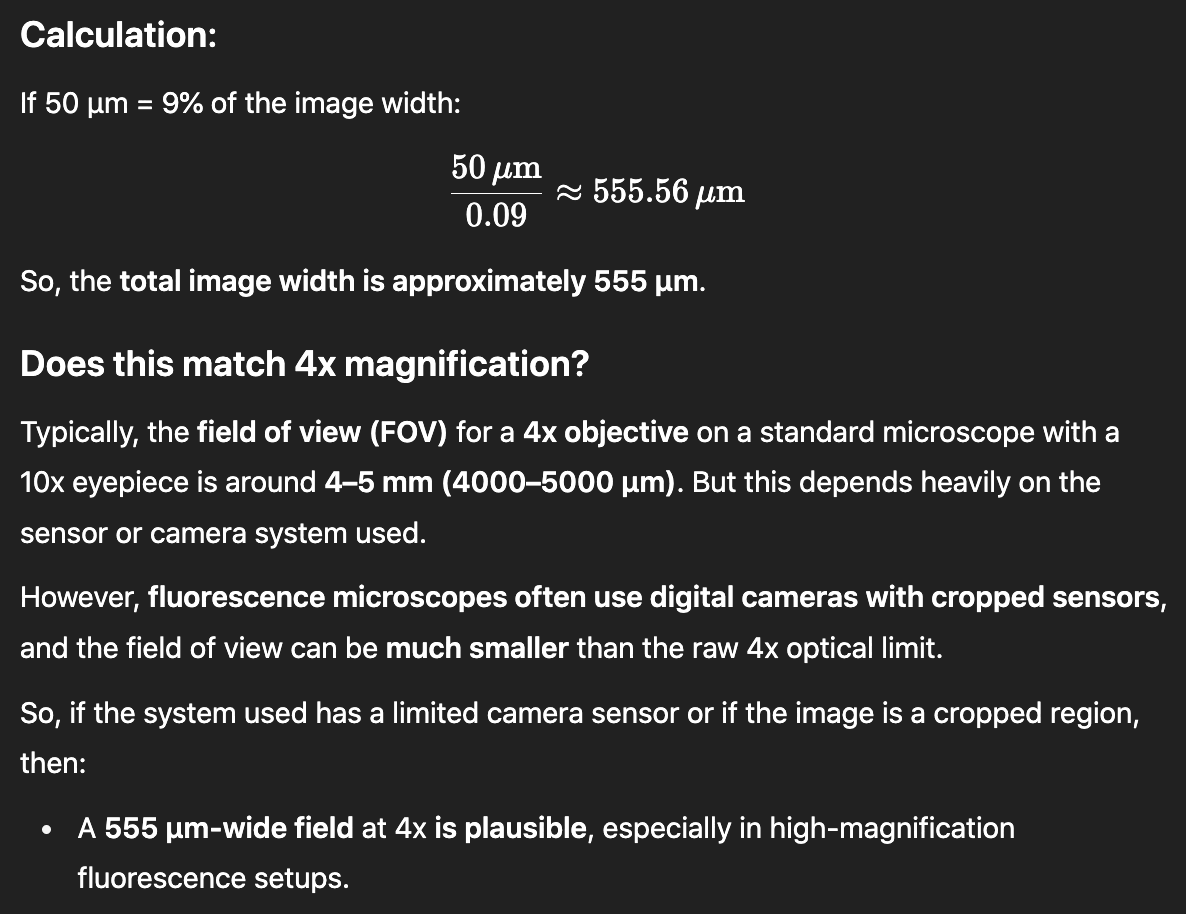 Calculation:
If 50 μm = 9% of the image width:
50 μm
≈ 555.56 μm
0.09
So, the total image width is approximately 555 μm.
Does this match 4x magnification?
Typically, the field of view (FOV) for a 4x objective on a standard microscope with a
10x eyepiece is around 4–5 mm (4000–5000 μm). But this depends heavily on the
sensor or camera system used.
However, fluorescence microscopes often use digital cameras with cropped sensors,
and the field of view can be much smaller than the raw 4x optical limit.
So, if the system used has a limited camera sensor or if the image is a cropped region,
then:
• A 555 μm-wide field at 4x is plausible, especially in high-magnification
fluorescence setups.